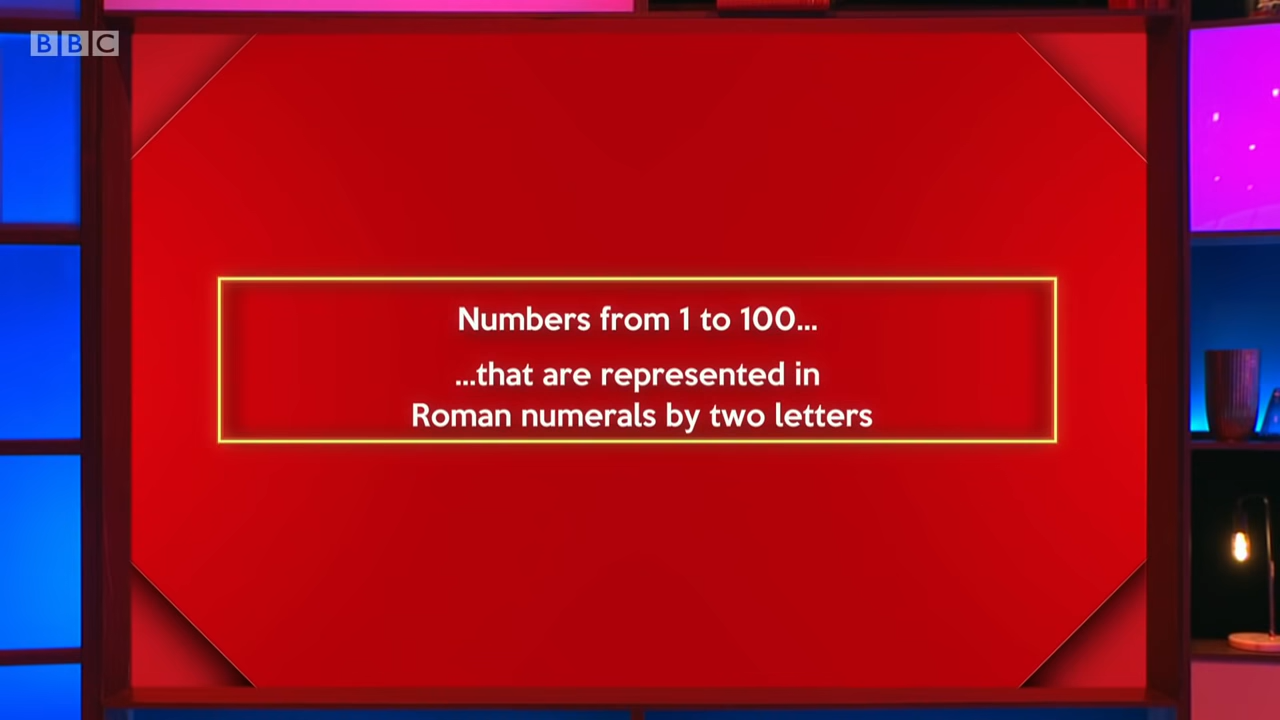 BBC
Numbers from 1 to 100...
...that are represented in
Roman numerals by two letters